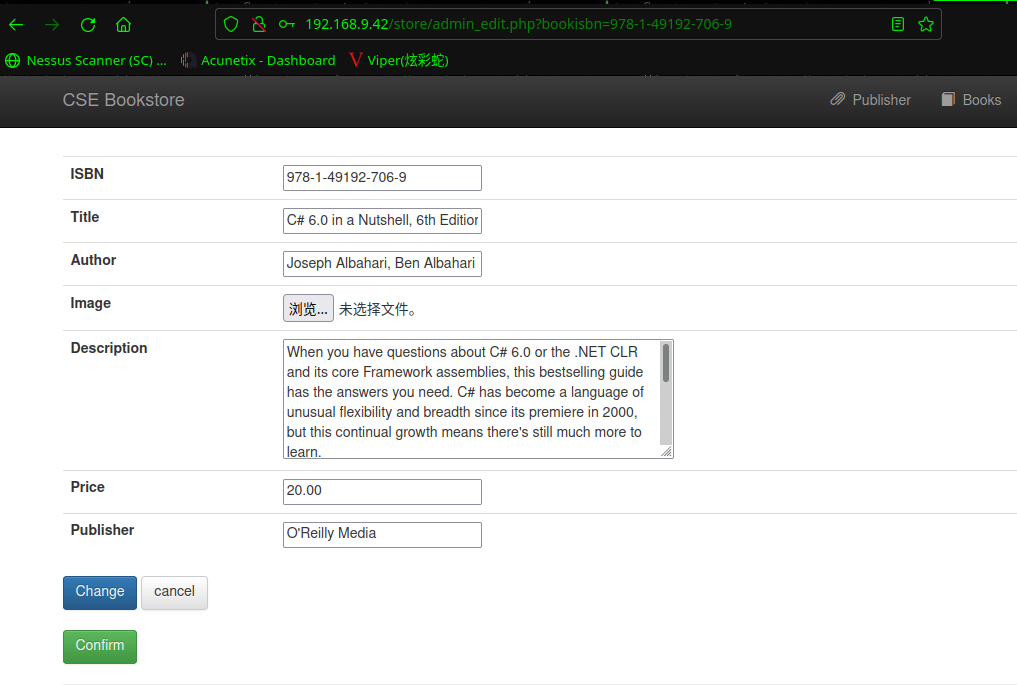 192.168.9.42/store/admin_edit.php?bookisbn=978-1-49192-706-9
Nessus Scanner (SC) ... Acunetix - Dashboard Viper(炫彩蛇)
CSE Bookstore Publisher Books
ISBN 978-1-49192-706-9
Title C# 6.0 in a Nutshell, 6th Edition
Author Joseph Albahari, Ben Albahari
Image 浏览... 未选择文件。
Description When you have questions about C# 6.0 or the .NET CLR
and its core Framework assemblies, this bestselling guide
has the answers you need. C# has become a language of
unusual flexibility and breadth since its premiere in 2000,
but this continual growth means there's still much more to
learn.
Price 20.00
Publisher O'Reilly Media
Change cancel
Confirm